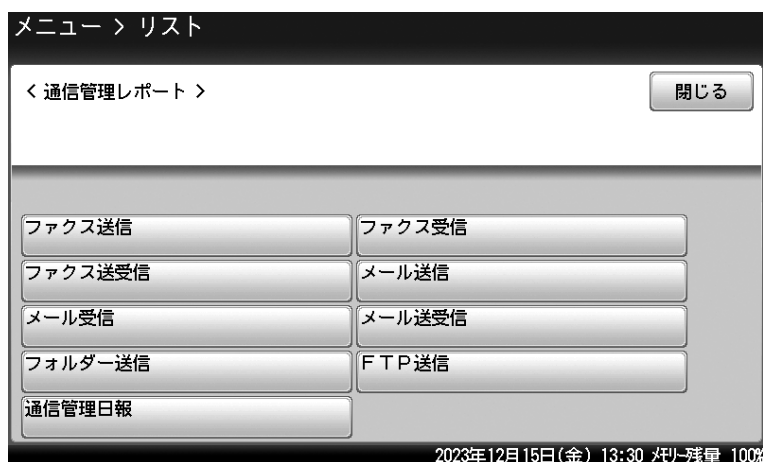 メニュー > リスト
< 通信管理レポート >
閉じる
ファクス送信
ファクス受信
ファクス送受信
メール送信
メール受信
メール送受信
フォルダー送信
FTP送信
通信管理日報
2023年12月15日(金) 13:30 メモリー残量 100%